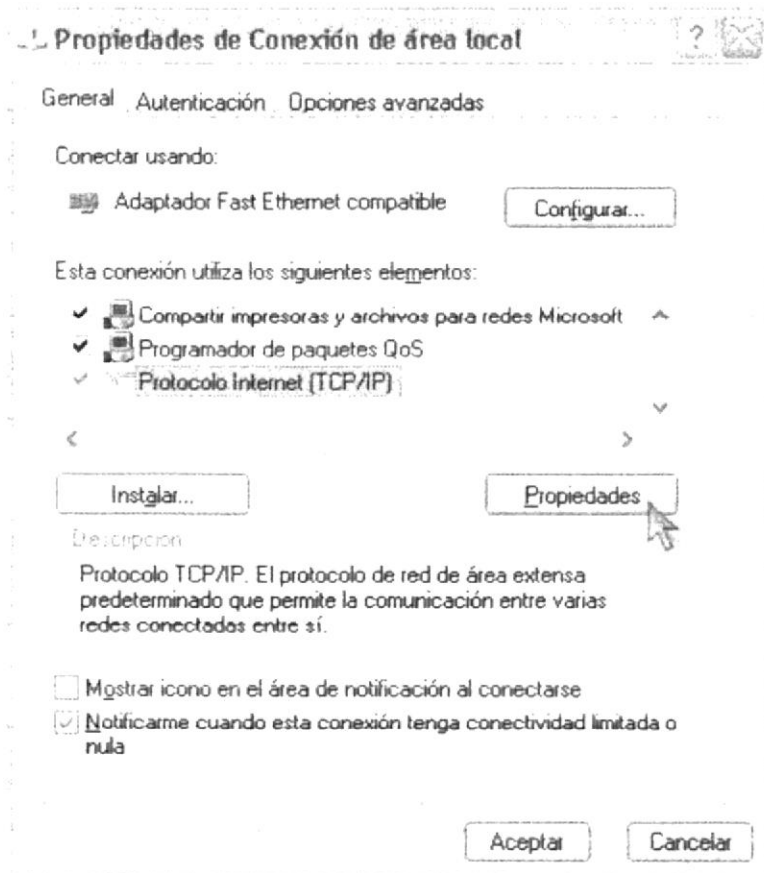 Propiedades de Conexión de área local
General Autenticación Opciones avanzadas
Conectar usando:
Adaptador Fast Ethernet compatible Configurar...
Esta conexión utiliza los siguientes elementos:
Compartir impresoras y archivos para redes Microsoft
Programador de paquetes QoS
Protocolo Internet (TCP/IP)
Instalar... Propiedades
Descripción
Protocolo TCP/IP. El protocolo de red de área extensa
predeterminado que permite la comunicación entre varias
redes conectadas entre sí.
Mostrar icono en el área de notificación al conectarse
Notificarme cuando esta conexión tenga conectividad limitada o
nula
Aceptar Cancelar